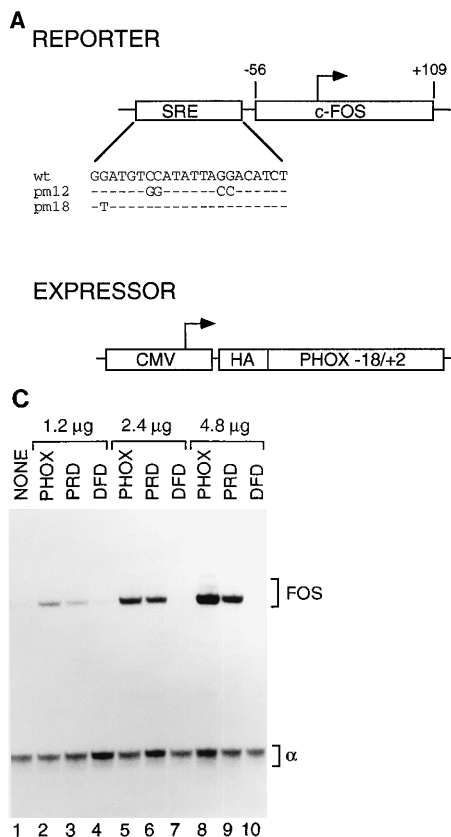 A
REPORTER
-56 +109
SRE c-FOS
wt GGATGTCCATATTAGGACATCT
pm12 ------GG------CC------
pm18 -T--------------------
EXPRESSOR
CMV HA PHOX -18/+2
C
1.2 µg 2.4 µg 4.8 µg
NONE PHOX PRD DFD PHOX PRD DFD PHOX PRD DFD
FOS
α
1 2 3 4 5 6 7 8 9 10